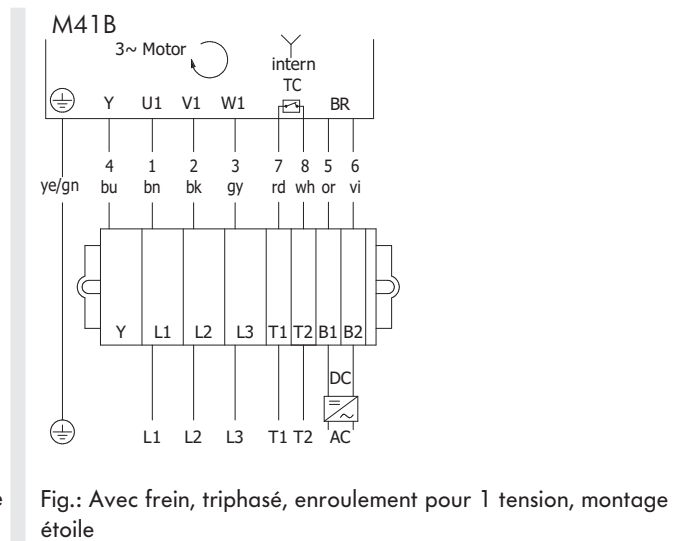 M41B
3~ Motor
intern
TC
Y U1 V1 W1 BR
4 1 2 3 7 8 5 6
ye/gn bu bn bk gy rd wh or vi
Y L1 L2 L3 T1 T2 B1 B2
DC
L1 L2 L3 T1 T2 AC
e Fig.: Avec frein, triphasé, enroulement pour 1 tension, montage
étoile